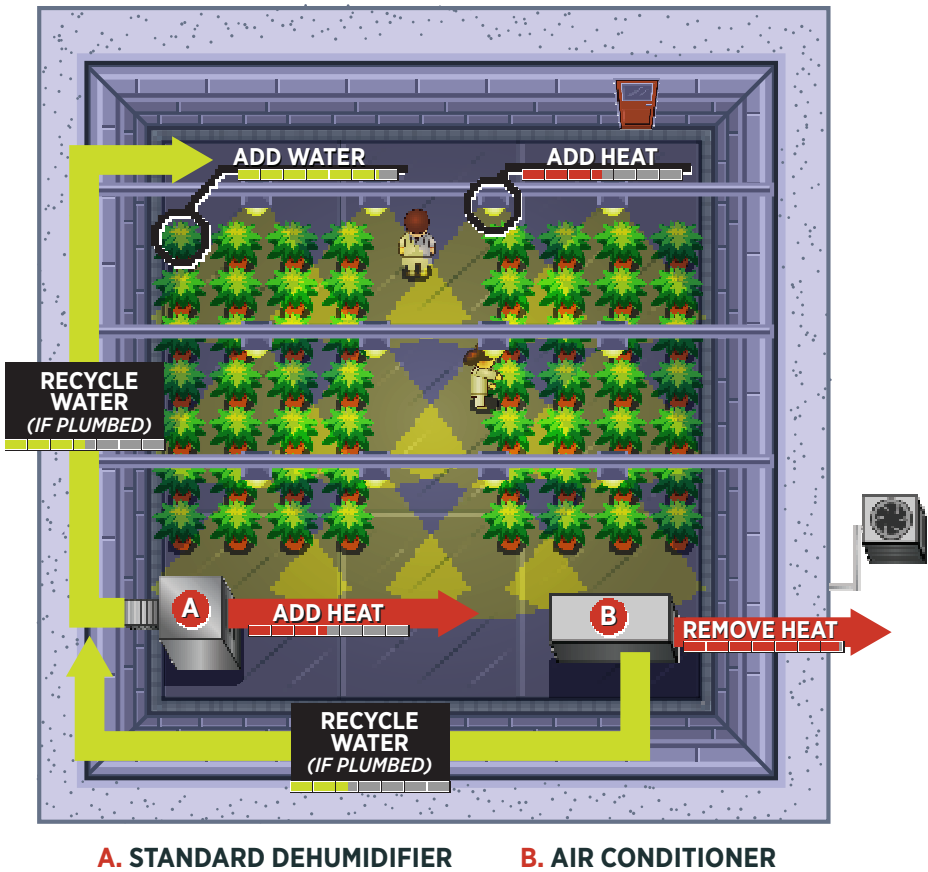 ADD WATER
ADD HEAT
RECYCLE
WATER
(IF PLUMBED)
A
ADD HEAT
B
REMOVE HEAT
RECYCLE
WATER
(IF PLUMBED)
A. STANDARD DEHUMIDIFIER
B. AIR CONDITIONER